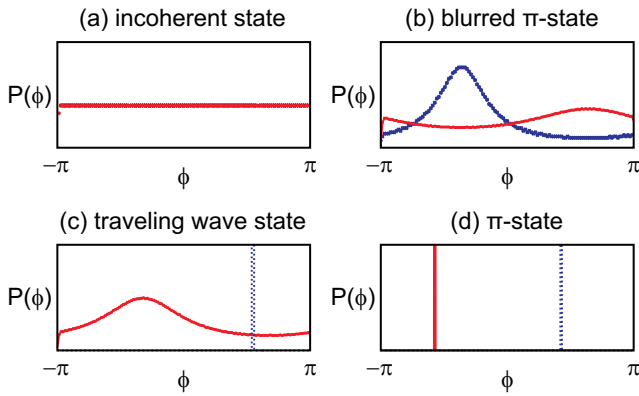 (a) incoherent state
(b) blurred π-state
P(ϕ)
P(ϕ)
−π
ϕ
π
−π
ϕ
π
(c) traveling wave state
(d) π-state
P(ϕ)
P(ϕ)
−π
ϕ
π
−π
ϕ
π